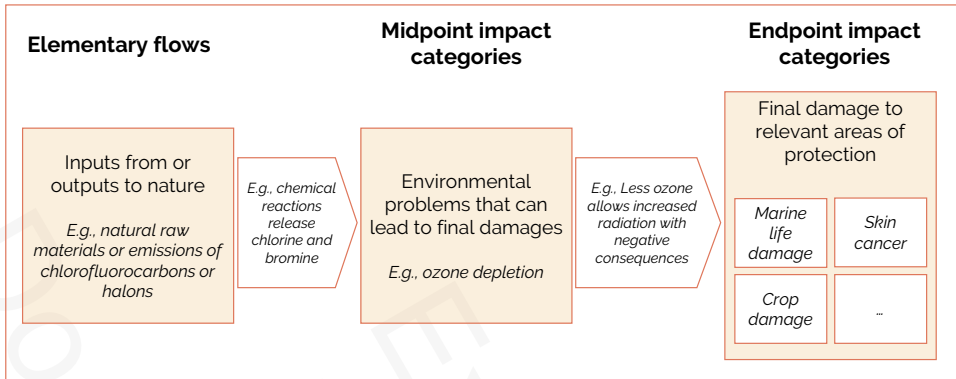 Elementary flows
Midpoint impact
categories
Endpoint impact
categories
Inputs from or
outputs to nature
E.g., natural raw
materials or emissions of
chlorofluorocarbons or
halons
E.g., chemical
reactions
release
chlorine and
bromine
Environmental
problems that can
lead to final damages
E.g., ozone depletion
E.g., Less ozone
allows increased
radiation with
negative
consequences
Final damage to
relevant areas of
protection
Marine
life
damage
Skin
cancer
Crop
damage
...